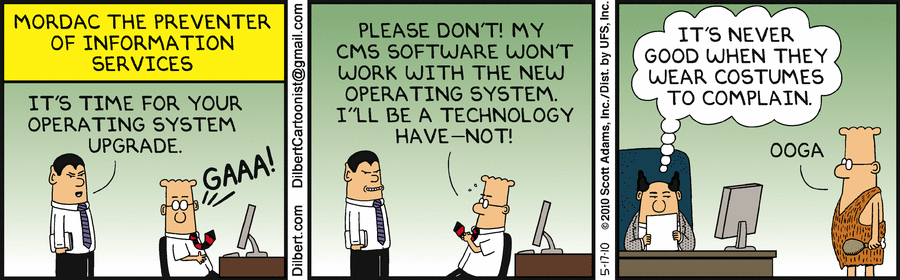 MORDAC THE PREVENTER
OF INFORMATION
SERVICES
IT'S TIME FOR YOUR
OPERATING SYSTEM
UPGRADE.
GAAA!
Dilbert.com DilbertCartoonist@gmail.com
PLEASE DON'T! MY
CMS SOFTWARE WON'T
WORK WITH THE NEW
OPERATING SYSTEM.
I"LL BE A TECHNOLOGY
HAVE—NOT!
5-17-10 ©2010 Scott Adams, Inc./Dist. by UFS, Inc.
IT'S NEVER
GOOD WHEN THEY
WEAR COSTUMES
TO COMPLAIN.
OOGA